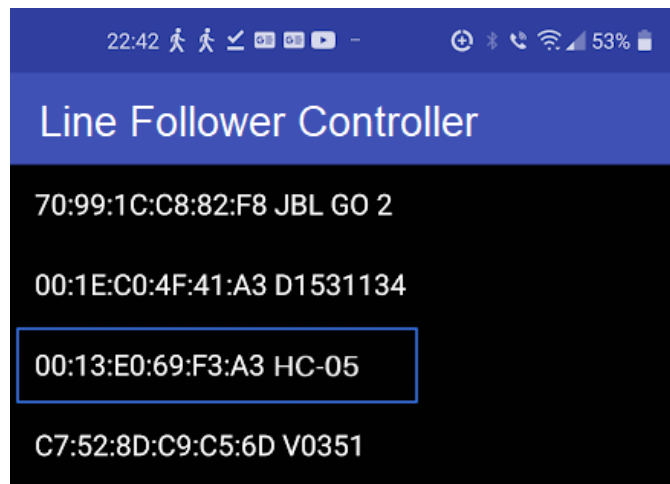 22:42 53%
Line Follower Controller
70:99:1C:C8:82:F8 JBL GO 2
00:1E:C0:4F:41:A3 D1531134
00:13:E0:69:F3:A3 HC-05
C7:52:8D:C9:C5:6D V0351